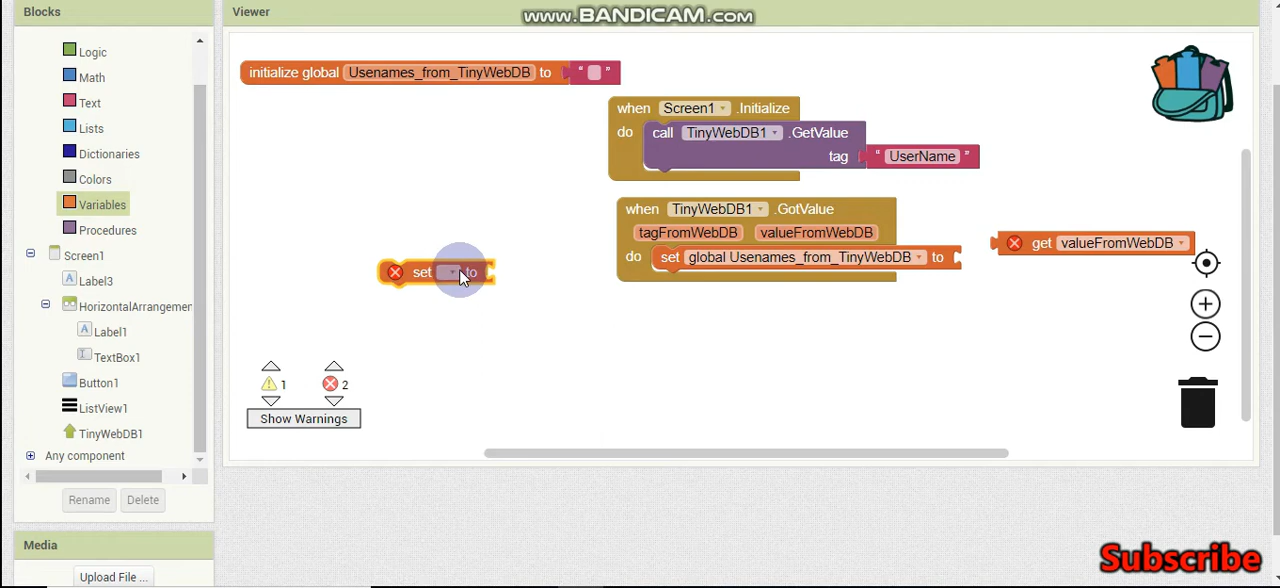 www.BANDICAM.com
Blocks
Viewer
Logic
Math
Text
Lists
Dictionaries
Colors
Variables
Procedures
Screen1
Label3
HorizontalArrangemen
Label1
TextBox1
Button1
ListView1
TinyWebDB1
Any component
Rename Delete
Media
Upload File ...
initialize global Usenames_from_TinyWebDB to “ ”
when Screen1 .Initialize
do call TinyWebDB1 .GetValue
tag “ UserName ”
when TinyWebDB1 .GotValue
tagFromWebDB valueFromWebDB
do set global Usenames_from_TinyWebDB to
get valueFromWebDB
set to
1 2
Show Warnings
Subscribe